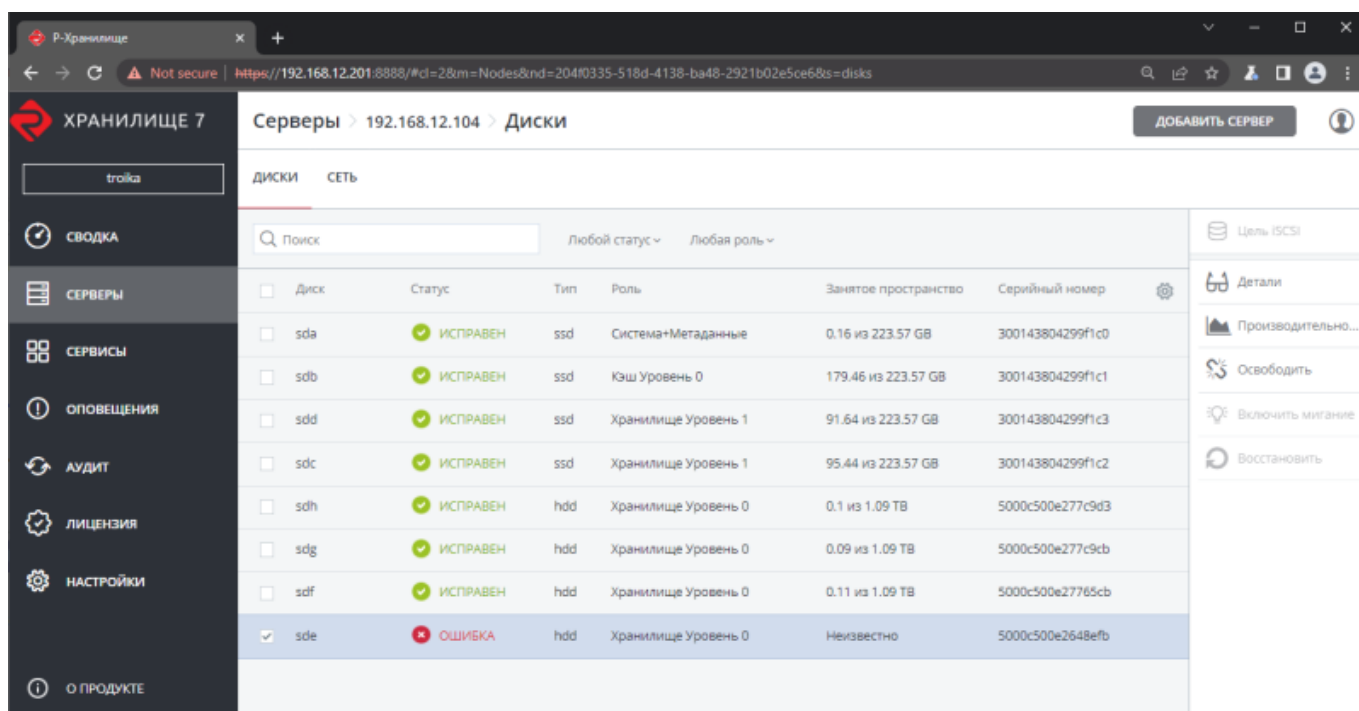 Р-Хранилище
Not secure | https://192.168.12.201:8888/#cl=2&m=Nodes&nd=204f0335-518d-4138-ba48-2921b02e5ce6&s=disks
ХРАНИЛИЩЕ 7
Серверы > 192.168.12.104 > Диски
ДОБАВИТЬ СЕРВЕР
troika
ДИСКИ СЕТЬ
СВОДКА
СЕРВЕРЫ
СЕРВИСЫ
ОПОВЕЩЕНИЯ
АУДИТ
ЛИЦЕНЗИЯ
НАСТРОЙКИ
О ПРОДУКТЕ
Поиск Любой статус Любая роль
Диск Статус Тип Роль Занятое пространство Серийный номер
sda ИСПРАВЕН ssd Система+Метаданные 0.16 из 223.57 GB 300143804299f1c0
sdb ИСПРАВЕН ssd Кэш Уровень 0 179.46 из 223.57 GB 300143804299f1c1
sdd ИСПРАВЕН ssd Хранилище Уровень 1 91.64 из 223.57 GB 300143804299f1c3
sdc ИСПРАВЕН ssd Хранилище Уровень 1 95.44 из 223.57 GB 300143804299f1c2
sdh ИСПРАВЕН hdd Хранилище Уровень 0 0.1 из 1.09 TB 5000c500e277c9d3
sdg ИСПРАВЕН hdd Хранилище Уровень 0 0.09 из 1.09 TB 5000c500e277c9cb
sdf ИСПРАВЕН hdd Хранилище Уровень 0 0.11 из 1.09 TB 5000c500e27765cb
sde ОШИБКА hdd Хранилище Уровень 0 Неизвестно 5000c500e2648efb
Цель iSCSI
Детали
Производительно...
Освободить
Включить мигание
Восстановить